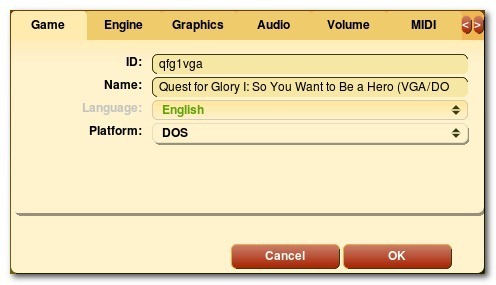 Game Engine Graphics Audio Volume MIDI < >
ID: qfg1vga
Name: Quest for Glory I: So You Want to Be a Hero (VGA/DO
Language: English
Platform: DOS
Cancel OK